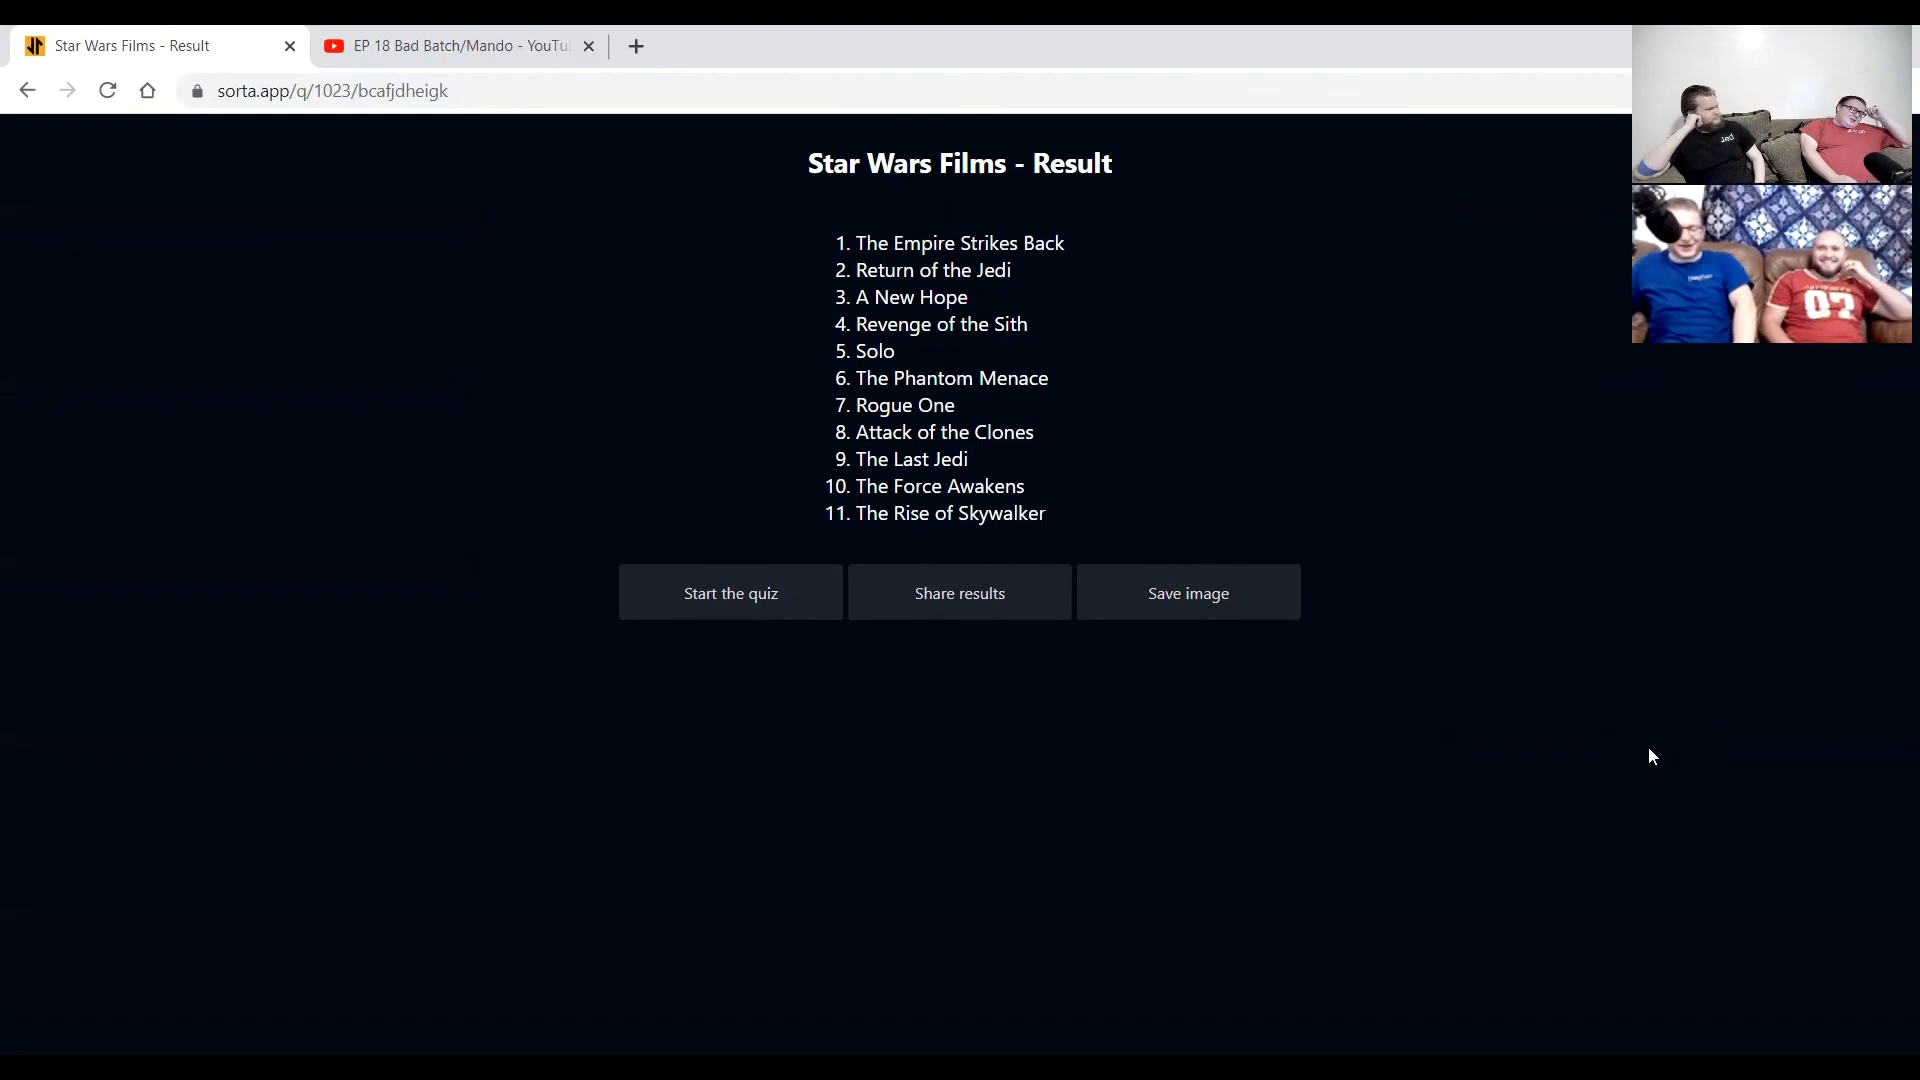 Star Wars Films - Result
EP 18 Bad Batch/Mando - YouTu
sorta.app/q/1023/bcafjdheigk
Jed
Star Wars Films - Result
1. The Empire Strikes Back
2. Return of the Jedi
3. A New Hope
4. Revenge of the Sith
5. Solo
6. The Phantom Menace
7. Rogue One
8. Attack of the Clones
9. The Last Jedi
10. The Force Awakens
11. The Rise of Skywalker
07
Start the quiz
Share results
Save image